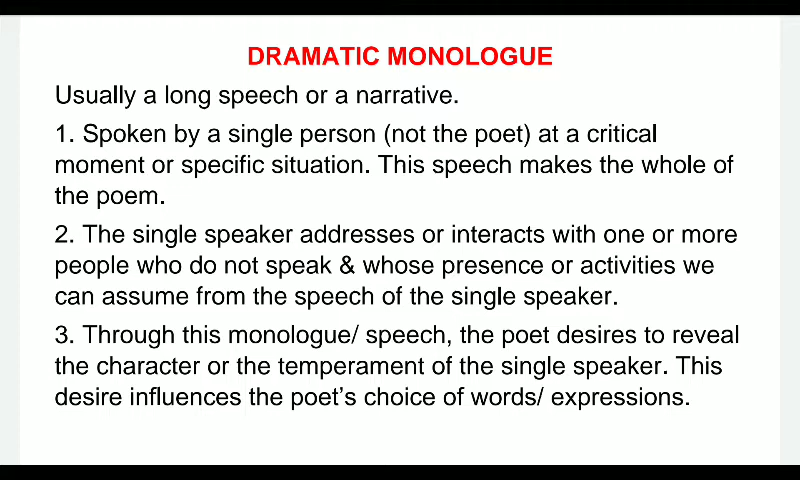 DRAMATIC MONOLOGUE
Usually a long speech or a narrative.
1. Spoken by a single person (not the poet) at a critical
moment or specific situation. This speech makes the whole of
the poem.
2. The single speaker addresses or interacts with one or more
people who do not speak & whose presence or activities we
can assume from the speech of the single speaker.
3. Through this monologue/ speech, the poet desires to reveal
the character or the temperament of the single speaker. This
desire influences the poet's choice of words/ expressions.